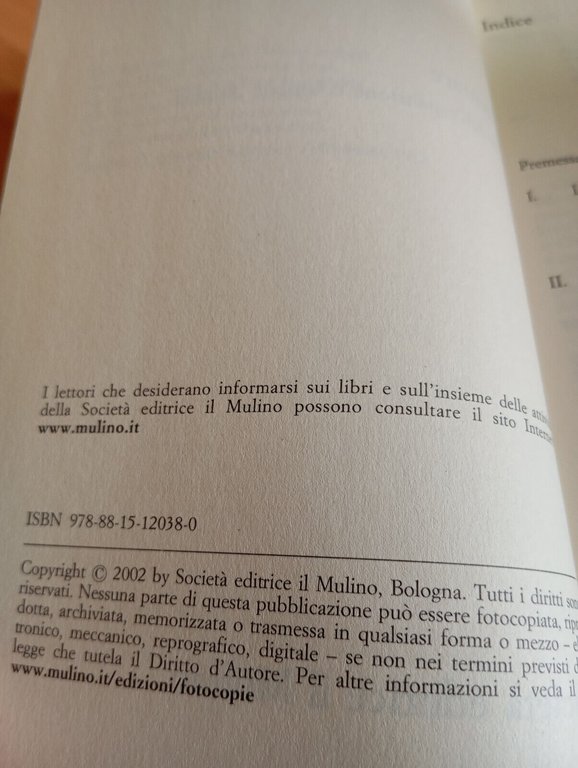 I lettori che desiderano informarsi sui libri e sull'insieme delle
della Società editrice il Mulino possono consultare il sito
www.mulino.it
ISBN 978-88-15-12038-0
Copyright © 2002 by Società editrice il Mulino, Bologna. Tutti i diritti
riservati. Nessuna parte di questa pubblicazione può essere fotocopiata,
dotta, archiviata, memorizzata o trasmessa in qualsiasi forma o mezzo –
tronico, meccanico, reprografico, digitale – se non nei termini previsti
legge che tutela il Diritto d'Autore. Per altre informazioni si veda il
www.mulino.it/edizioni/fotocopie
Indice
I.
II.